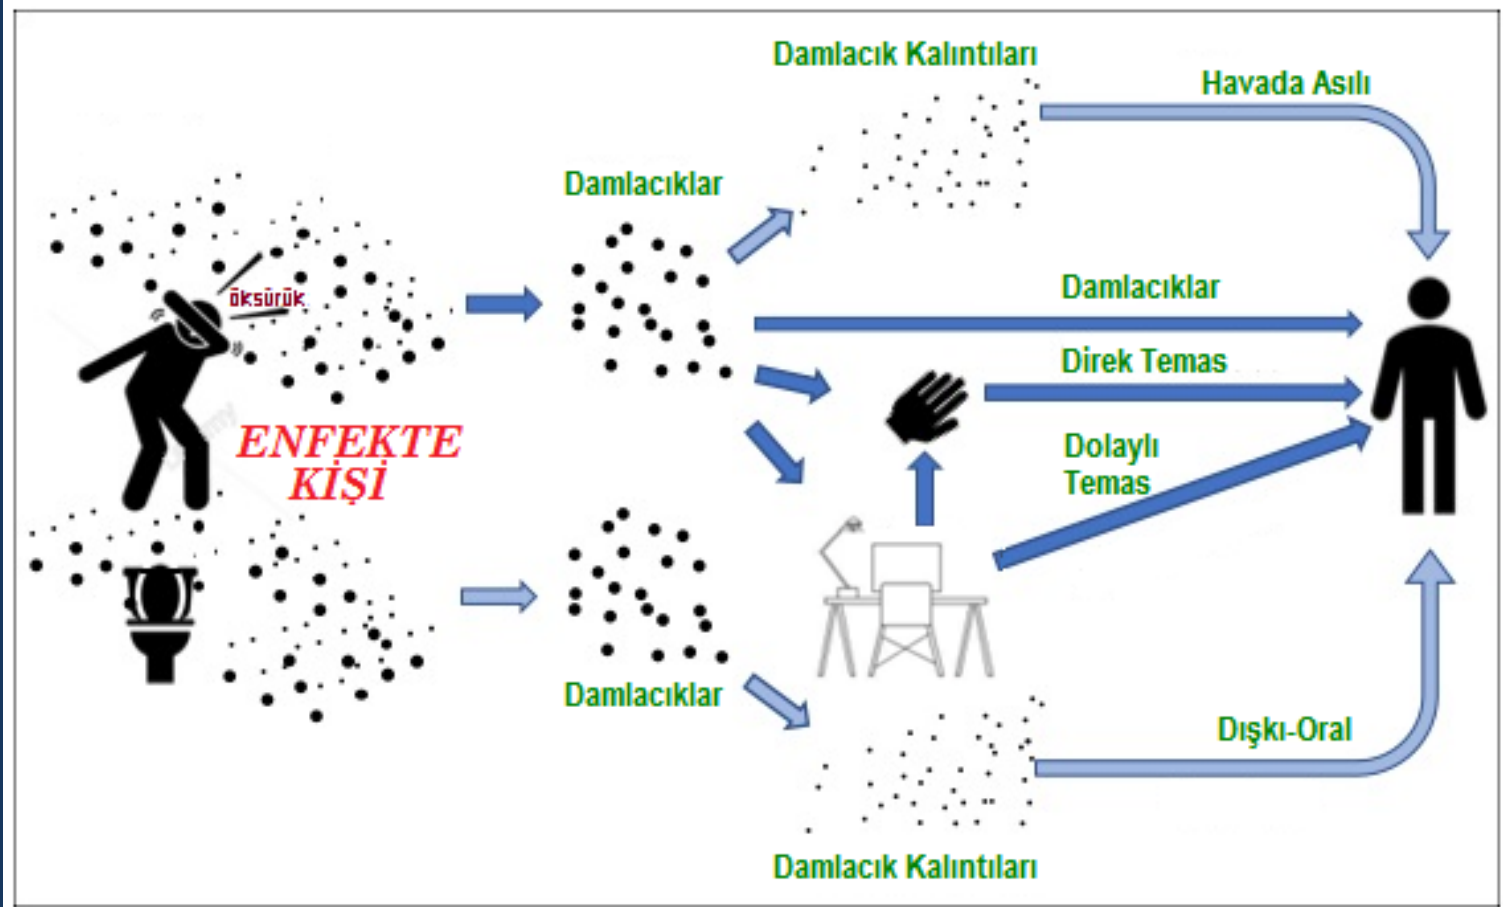 Damlacık Kalıntıları
Havada Asılı
Damlacıklar
öksürük
Damlacıklar
Direk Temas
ENFEKTE
KİŞİ
Dolaylı
Temas
Damlacıklar
Dışkı-Oral
Damlacık Kalıntıları